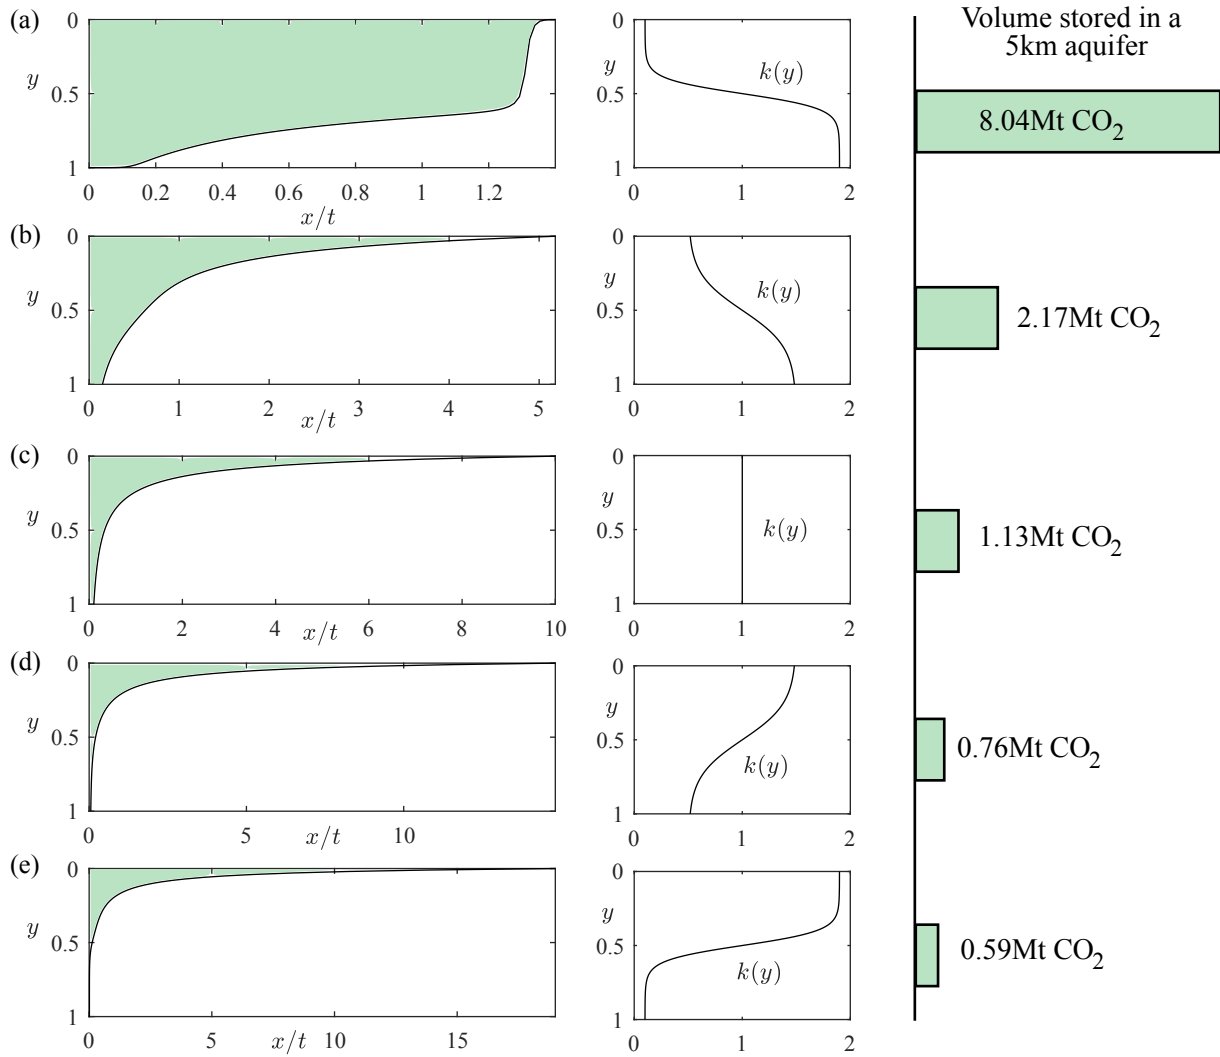 Volume stored in a
5km aquifer
(a)
0
y
0.5
1
0
0.2
0.4
0.6
0.8
1
1.2
x/t
0
y
0.5
1
k(y)
0
1
2
8.04Mt CO2
(b)
0
y
0.5
1
0
1
2
3
4
5
x/t
0
y
0.5
1
k(y)
0
1
2
2.17Mt CO2
(c)
0
y
0.5
1
0
2
4
6
8
10
x/t
0
y
0.5
1
k(y)
0
1
2
1.13Mt CO2
(d)
0
y
0.5
1
0
5
10
x/t
0
y
0.5
1
k(y)
0
1
2
0.76Mt CO2
(e)
0
y
0.5
1
0
5
10
15
x/t
0
y
0.5
1
k(y)
0
1
2
0.59Mt CO2